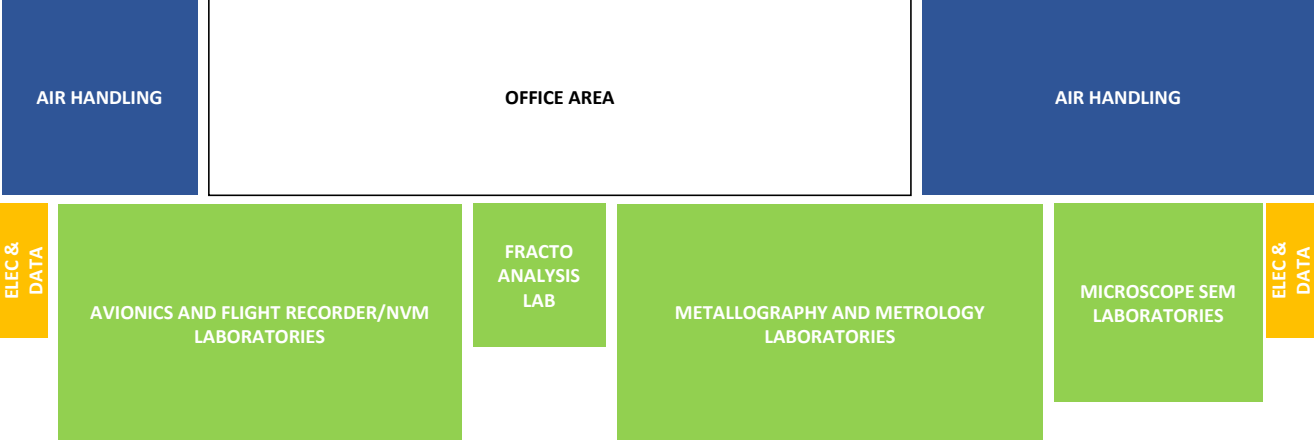 AIR HANDLING
OFFICE AREA
AIR HANDLING
ELEC &
DATA
AVIONICS AND FLIGHT RECORDER/NVM
LABORATORIES
FRACTO
ANALYSIS
LAB
METALLOGRAPHY AND METROLOGY
LABORATORIES
MICROSCOPE SEM
LABORATORIES
ELEC &
DATA